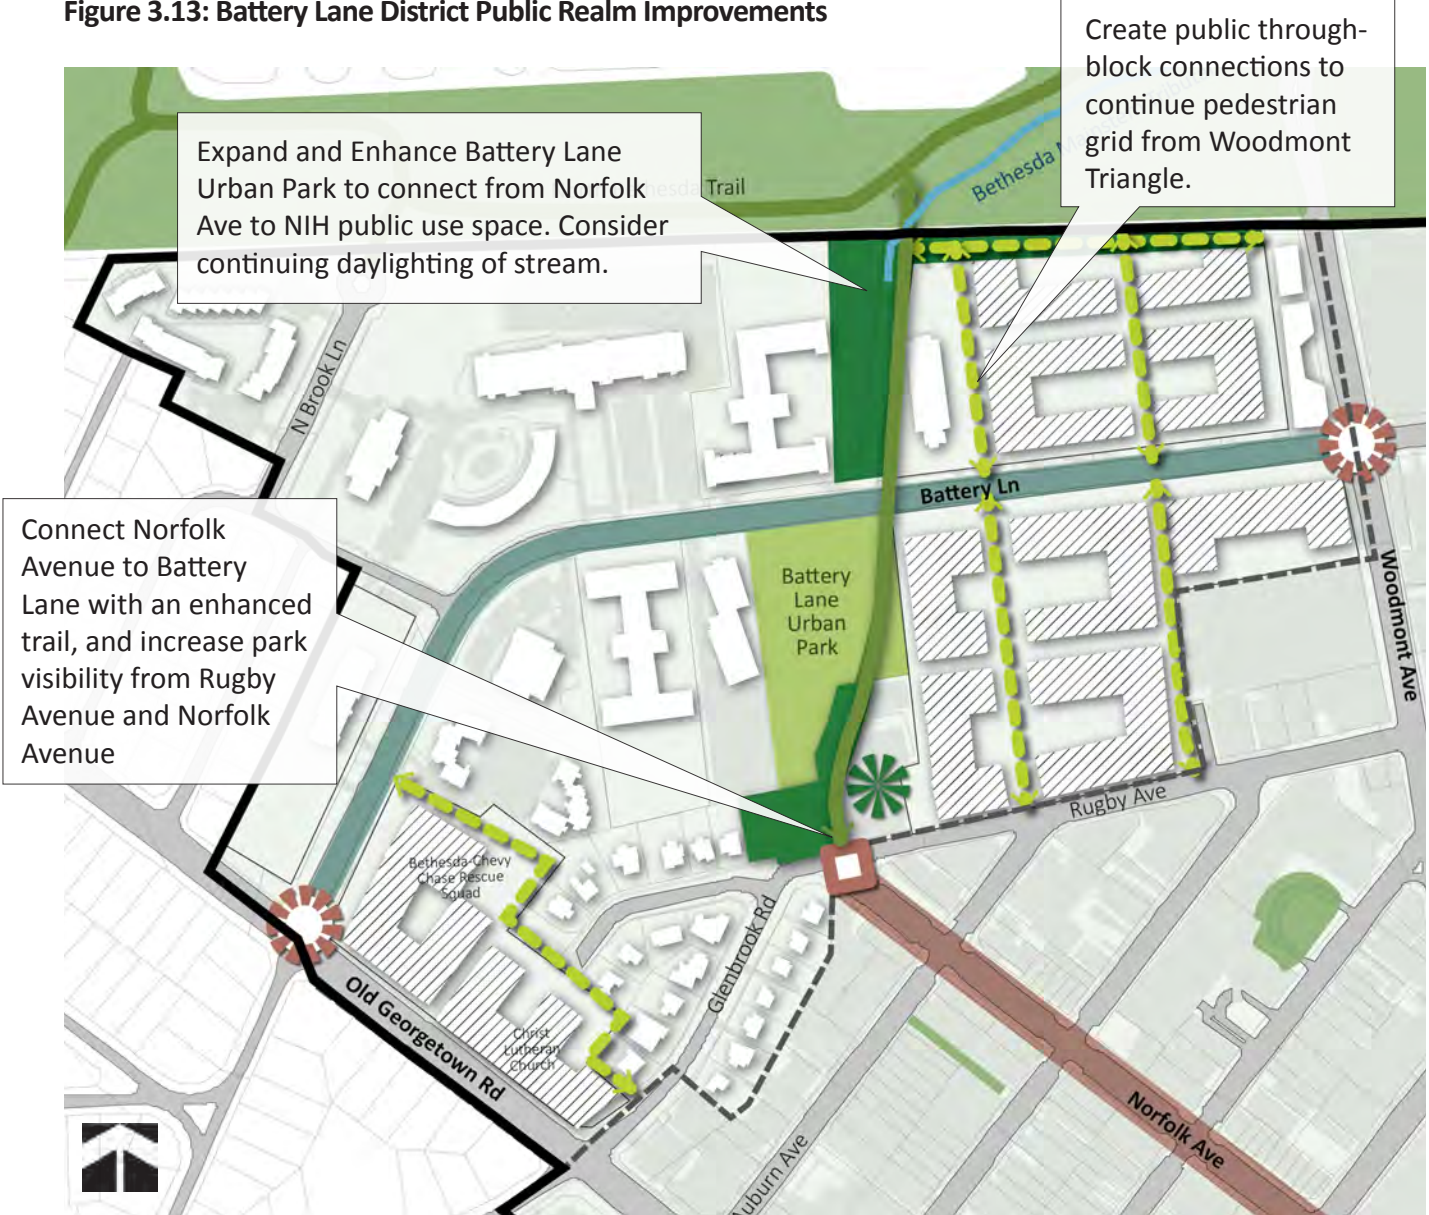 Figure 3.13: Battery Lane District Public Realm Improvements
Create public through-
block connections to
continue pedestrian
grid from Woodmont
Triangle.
Expand and Enhance Battery Lane
Urban Park to connect from Norfolk
Ave to NIH public use space. Consider
continuing daylighting of stream.
Trail
Bethesda
N Brook Ln
Battery Ln
Connect Norfolk
Avenue to Battery
Lane with an enhanced
trail, and increase park
visibility from Rugby
Avenue and Norfolk
Avenue
Battery
Lane
Urban
Park
Woodmont Ave
Rugby Ave
Bethesda-Chevy
Chase Rescue
Squad
Glenbrook Rd
Old Georgetown Rd
Christ
Lutheran
Church
Norfolk Ave
Auburn Ave